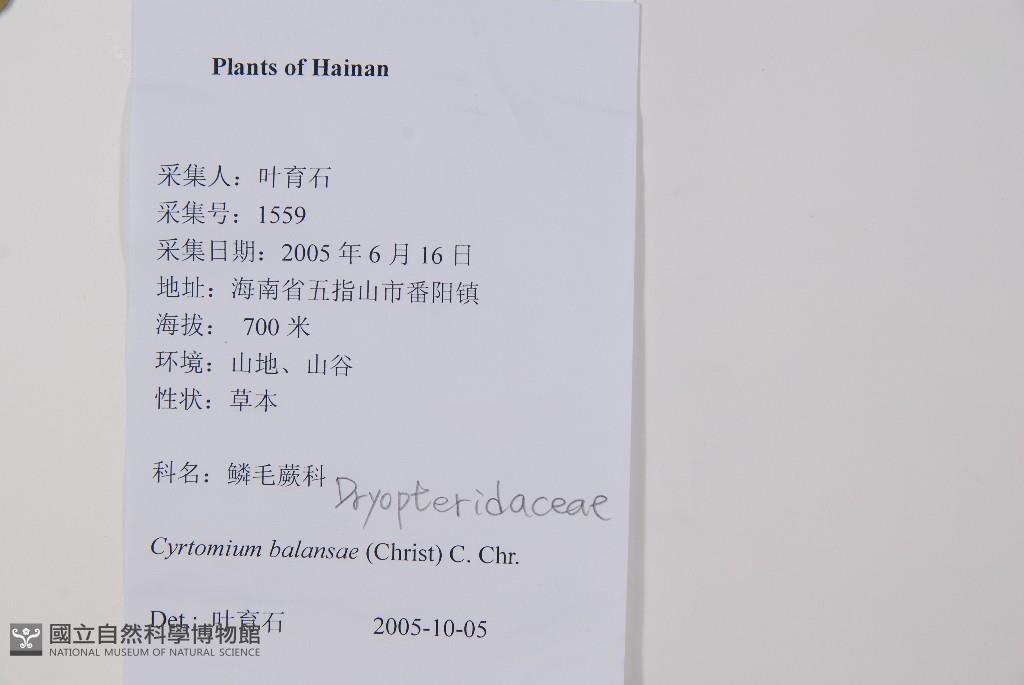 Plants of Hainan
采集人：叶育石
采集号：1559
采集日期：2005 年 6 月 16 日
地址：海南省五指山市番阳镇
海拔： 700 米
环境：山地、山谷
性状：草本
科名：鳞毛蕨科 Dryopteridaceae
Cyrtomium balansae (Christ) C. Chr.
Det.: 叶育石 2005-10-05
國立自然科學博物館
NATIONAL MUSEUM OF NATURAL SCIENCE